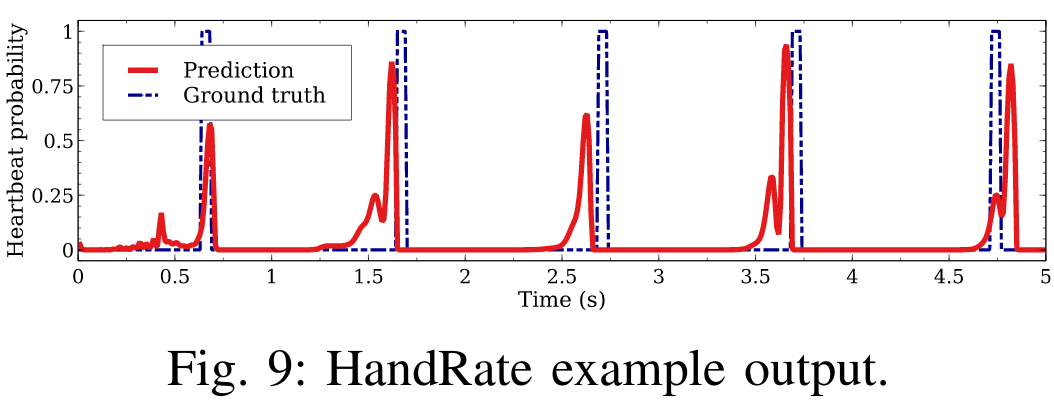 Heartbeat probability
1
0.75
0.5
0.25
0
Prediction
Ground truth
0 0.5 1 1.5 2 2.5 3 3.5 4 4.5 5
Time (s)
Fig. 9: HandRate example output.